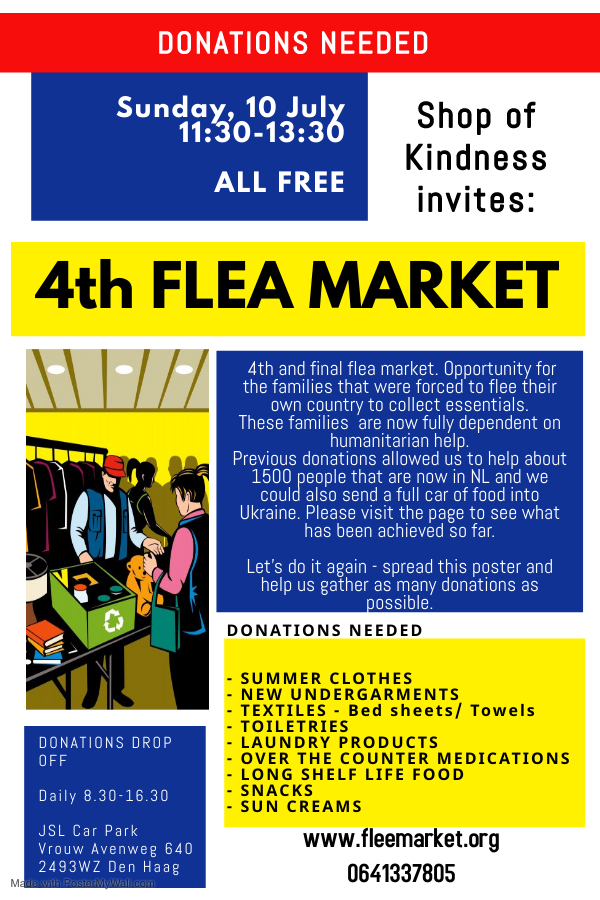 DONATIONS NEEDED
Sunday, 10 July
11:30-13:30
ALL FREE
Shop of
Kindness
invites:
4th FLEA MARKET
4th and final flea market. Opportunity for
the families that were forced to flee their
own country to collect essentials.
These families are now fully dependent on
humanitarian help.
Previous donations allowed us to help about
1500 people that are now in NL and we
could also send a full car of food into
Ukraine. Please visit the page to see what
has been achieved so far.
Let's do it again - spread this poster and
help us gather as many donations as
possible.
DONATIONS NEEDED
- SUMMER CLOTHES
- NEW UNDERGARMENTS
- TEXTILES - Bed sheets/ Towels
- TOILETRIES
- LAUNDRY PRODUCTS
- OVER THE COUNTER MEDICATIONS
- LONG SHELF LIFE FOOD
- SNACKS
- SUN CREAMS
DONATIONS DROP
OFF
Daily 8.30-16.30
JSL Car Park
Vrouw Avenweg 640
2493WZ Den Haag
www.fleemarket.org
0641337805
Made with PosterMyWall.com